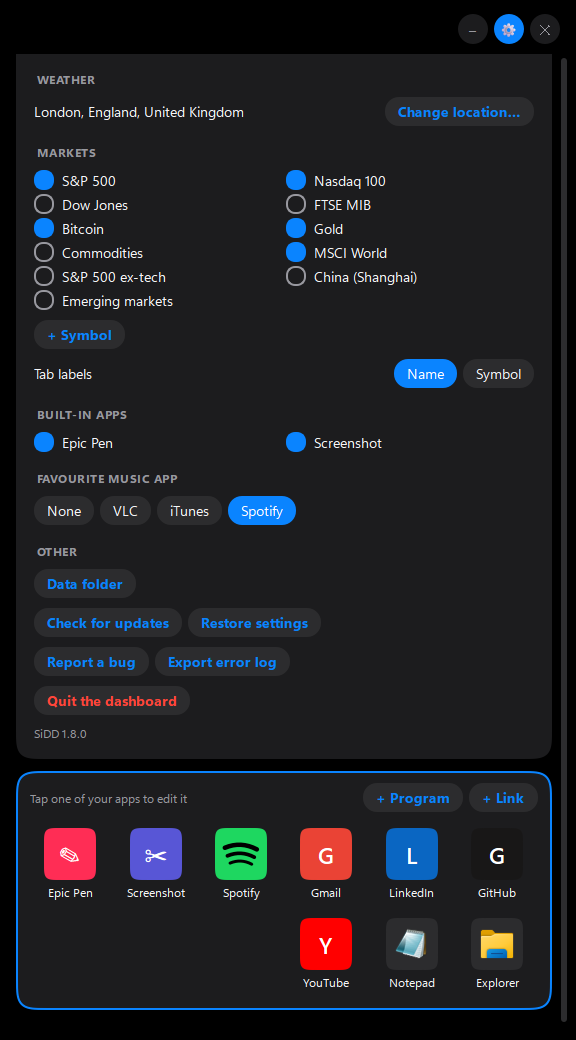 WEATHER
London, England, United Kingdom Change location...
MARKETS
S&P 500 Nasdaq 100
Dow Jones FTSE MIB
Bitcoin Gold
Commodities MSCI World
S&P 500 ex-tech China (Shanghai)
Emerging markets
+ Symbol
Tab labels Name Symbol
BUILT-IN APPS
Epic Pen Screenshot
FAVOURITE MUSIC APP
None VLC iTunes Spotify
OTHER
Data folder
Check for updates Restore settings
Report a bug Export error log
Quit the dashboard
SiDD 1.8.0
Tap one of your apps to edit it + Program + Link
G L G
Epic Pen Screenshot Spotify Gmail LinkedIn GitHub
Y
YouTube Notepad Explorer